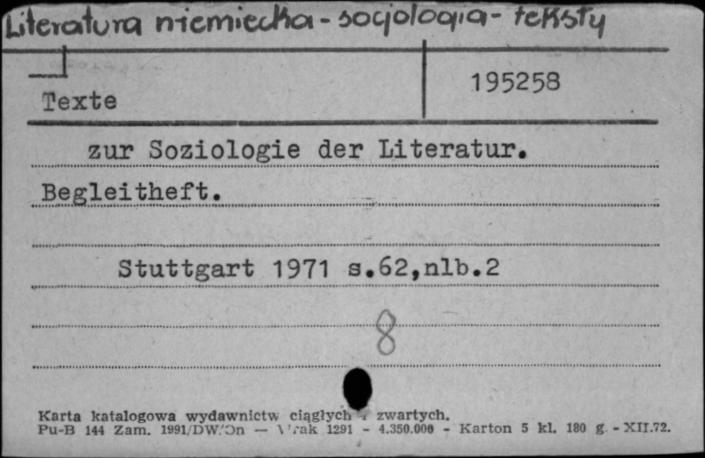 Literatura niemiecka - socjologia - teksty
195258
Texte
zur Soziologie der Literatur.
Begleitheft.
Stuttgart 1971 s.62,nlb.2
8
Karta katalogowa wydawnictw ciągłych i zwartych.
Pu-B 144 Zam. 1991/DW/On — 1291 - 4.350.000 - Karton 5 kl. 180 g. - XII.72.